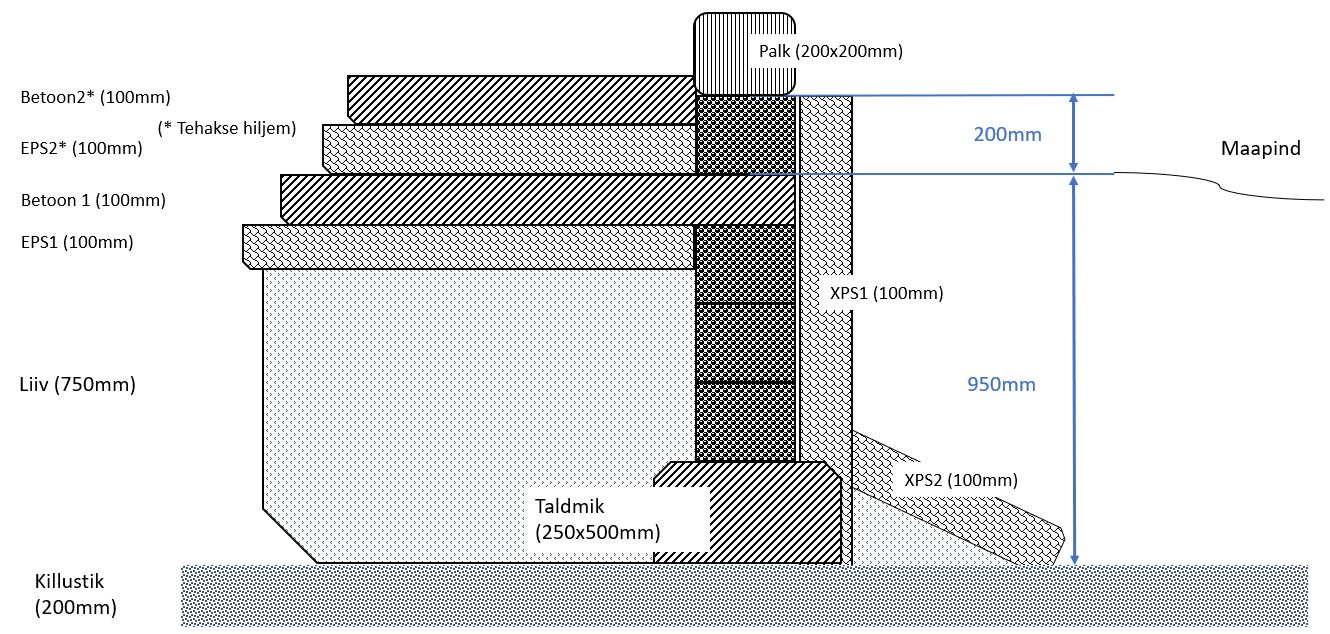 Palk (200x200mm)
Betoon2* (100mm)
(* Tehakse hiljem)
200mm
EPS2* (100mm)
Maapind
Betoon 1 (100mm)
EPS1 (100mm)
XPS1 (100mm)
Liiv (750mm)
950mm
XPS2 (100mm)
Taldmik
(250x500mm)
Killustik
(200mm)